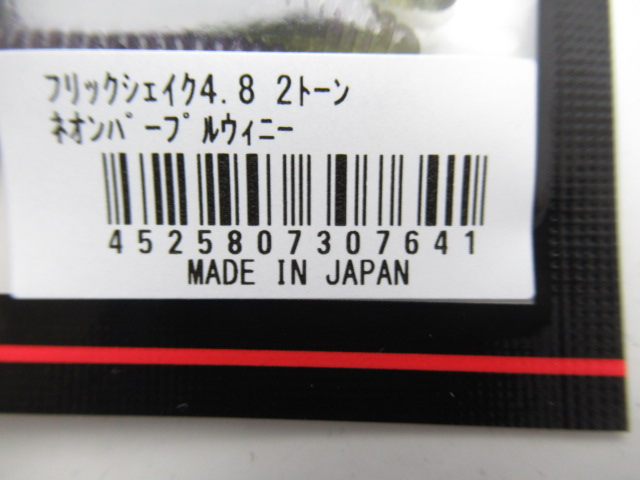 ﾌﾘｯｸｼｪｲｸ4.8 2ﾄｰﾝ
ﾈｵﾝﾊﾟｰﾌﾟﾙｳｨﾆｰ
4525807307641
MADE IN JAPAN